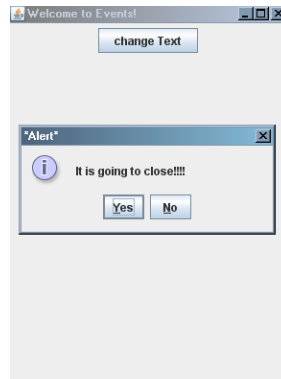 Welcome to Events!
change Text
*Alert*
It is going to close!!!!
Yes
No